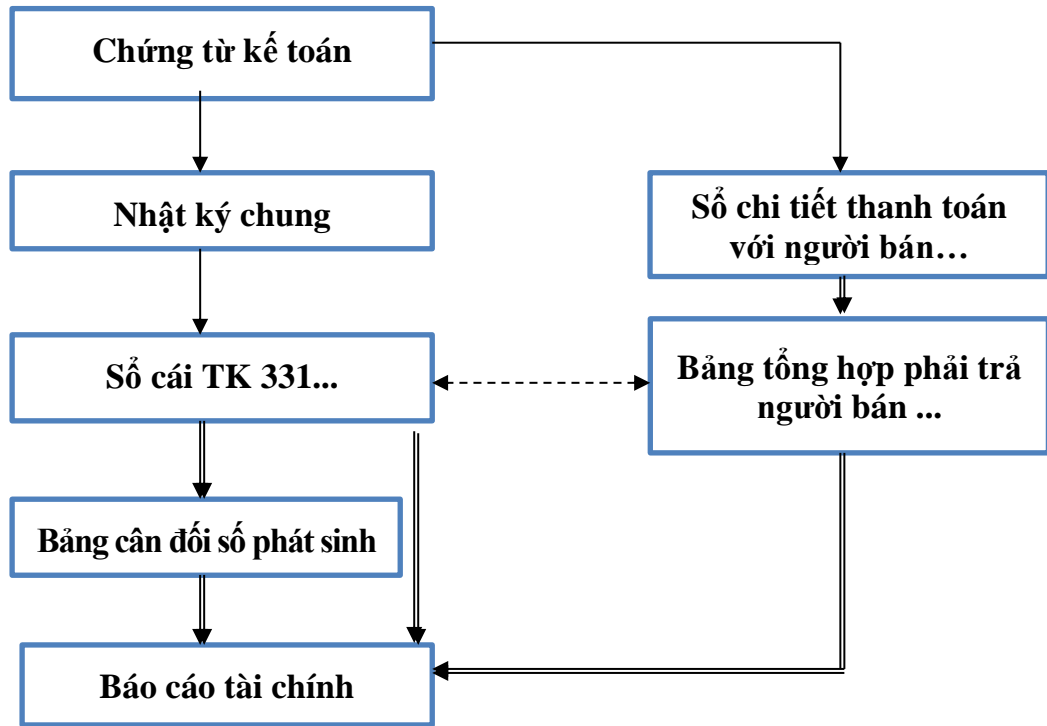 Chứng từ kế toán
Nhật ký chung
Sổ chi tiết thanh toán
với người bán…
Sổ cái TK 331...
Bảng tổng hợp phải trả
người bán ...
Bảng cân đối số phát sinh
Báo cáo tài chính